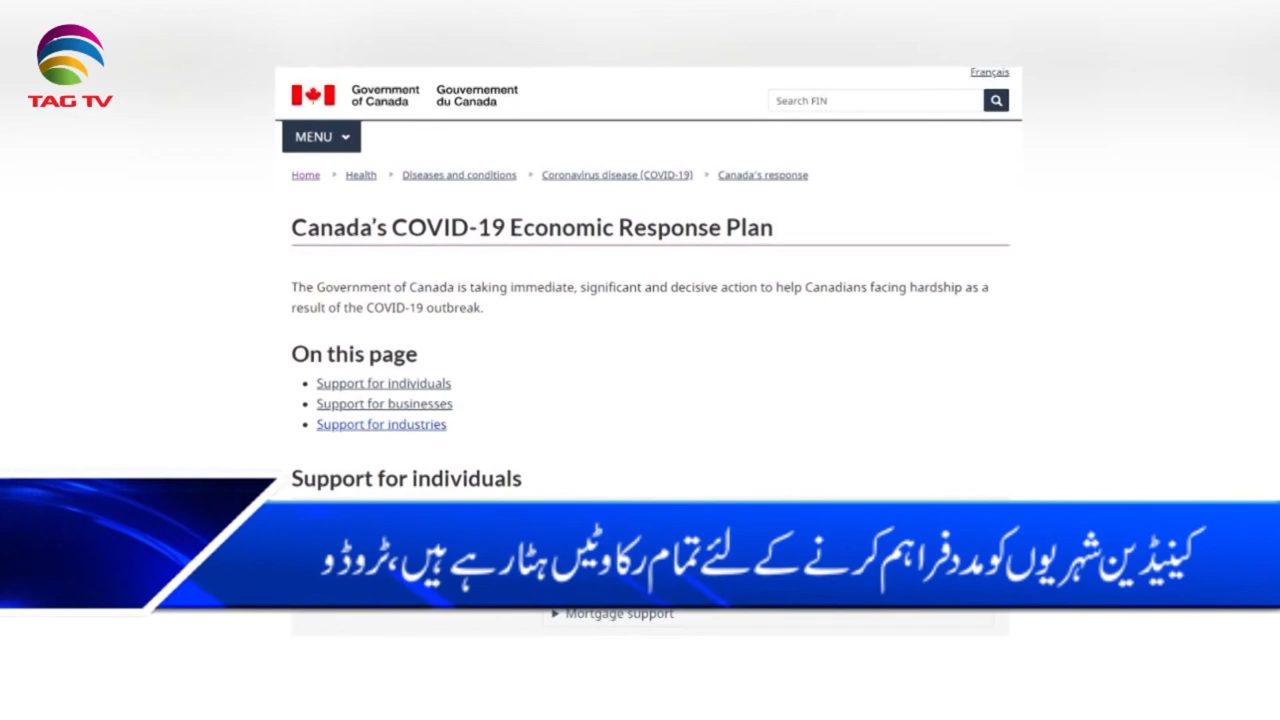 TAG TV
Français
Government of Canada
Gouvernement du Canada
Search FIN
MENU
Home Health Diseases and conditions Coronavirus disease (COVID-19) Canada's response
Canada's COVID-19 Economic Response Plan
The Government of Canada is taking immediate, significant and decisive action to help Canadians facing hardship as a
result of the COVID-19 outbreak.
On this page
Support for individuals
Support for businesses
Support for industries
Support for individuals
کینیڈین شہریوں کو مدد فراہم کرنے کے لئے تمام رکاوٹیں ہٹا رہے ہیں، ٹروڈو
Mortgage support